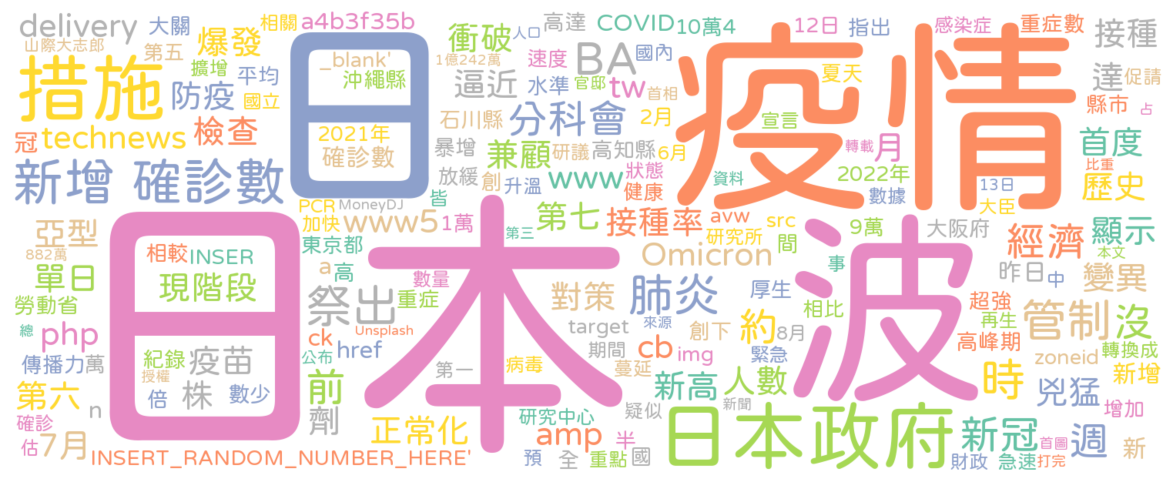 delivery 大關 相關 a4b3f35b 日 衝破 人口 高達 COVID 10萬4 12日 指出 感染症 重症數 接種
山際大志郎 第五 爆發 _blank' 1億242萬 速度 BA 國內 疫情 夏天 達 促請
措施 擴增 平均 沖繩縣 逼近 水準 官邸 tw 首相
防疫 國立 2021年 石川縣 分科會 2月 宣言 縣市 占
冠 technews 檢查 確診數 暴增 兼顧 研議 高知縣 6月 轉載 月 首度
新增 確診數 放緩 創 升溫 www 狀態 健康 資料 2022年 數據 13日 大臣 比重 歷史
PCR MoneyDJ 皆 加快 www5 1萬 第七 接種率 avw src 9萬 大阪府 經濟 顯示
亞型 882萬 相較 INSER 東京都 第三 研究所 間 本文
日本 波
單日 現階段 a 高 數量 Omicron 事 昨日 中 變異
勞動省 祭出 重症 對策 肺炎 厚生 相比 超強 管制 沒
總 php ck Unsplash target 來源 創下 約 8月 再生 高峰期 轉換成
傳播力 萬 紀錄 疫苗 公布 href 期間 cb img 緊急 zoneid 新增
授權 前 第一 病毒 蔓延 新高 人數 時 兇猛
第六 n 倍 株 數少 劑 研究中心 疑似 新聞 增加
確診 估 7月 正常化 amp 半 日本政府 新冠 首圖 週 新
INSERT_RANDOM_NUMBER_HERE' 預 全 重點 國 財政 急速 打完